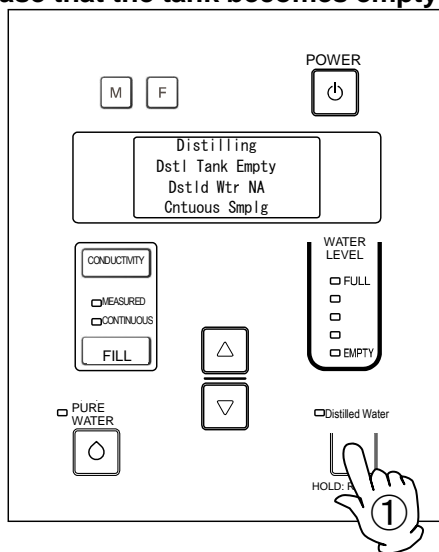 ase that the tank becomes empty
POWER
M F
Distilling
Dstl Tank Empty
Dstld Wtr NA
Cntuous Smplg
CONDUCTIVITY
MEASURED
CONTINUOUS
FILL
WATER
LEVEL
FULL
EMPTY
PURE
WATER
Distilled Water
HOLD:
①